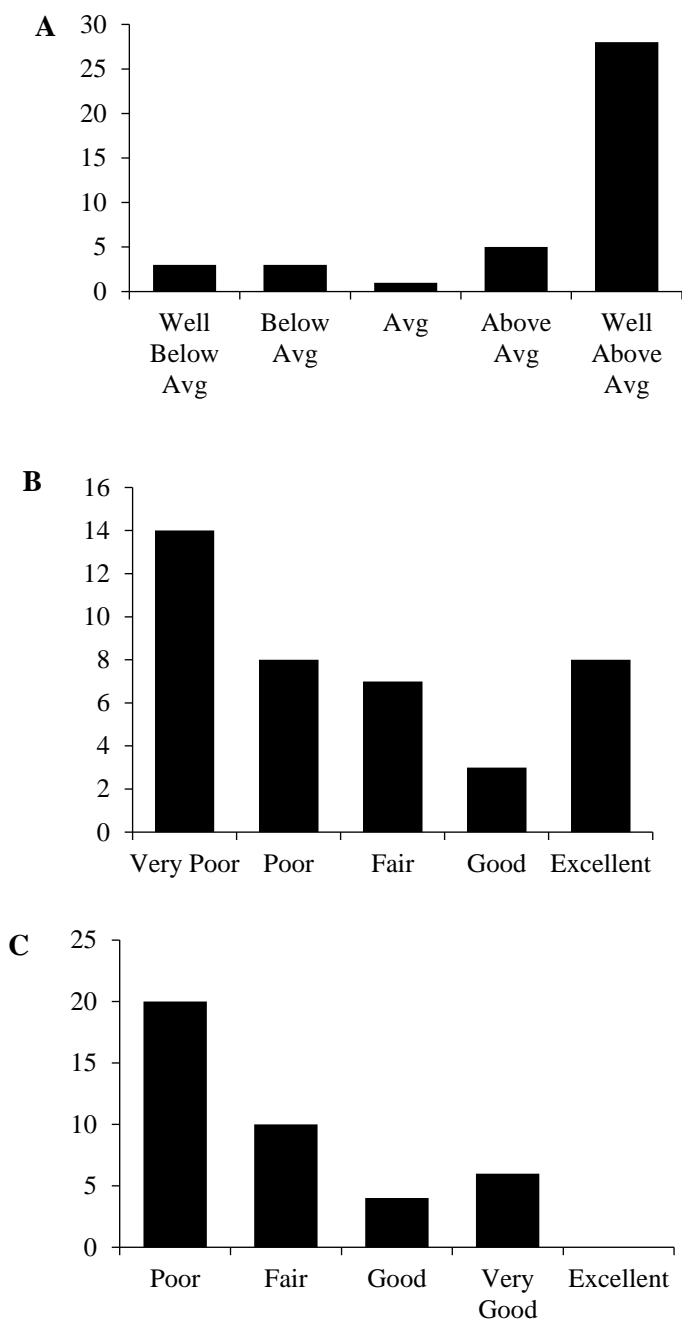 A
30
25
20
15
10
5
0
Well Below Avg
Below Avg
Avg
Above Avg
Well Above Avg
B
16
14
12
10
8
6
4
2
0
Very Poor Poor Fair Good Excellent
C
25
20
15
10
5
0
Poor Fair Good Very Good Excellent